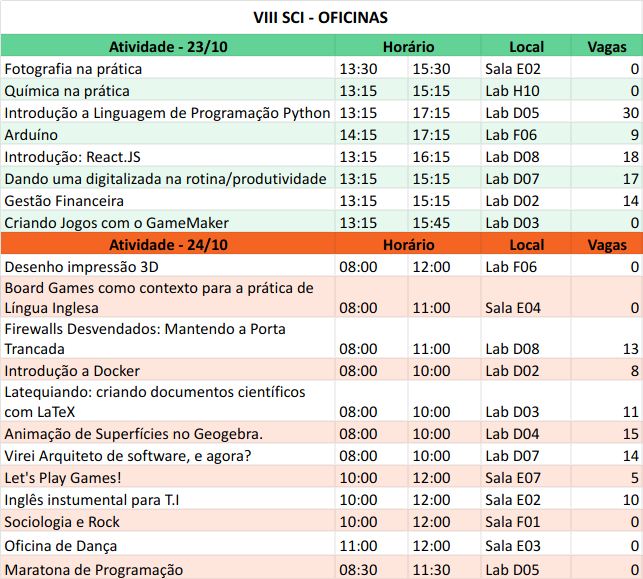 VIII SCI - OFICINAS
Atividade - 23/10 Horário Local Vagas
Fotografia na prática 13:30 15:30 Sala E02 0
Química na prática 13:15 15:15 Lab H10 0
Introdução a Linguagem de Programação Python 13:15 17:15 Lab D05 30
Arduíno 14:15 17:15 Lab F06 9
Introdução: React.JS 13:15 16:15 Lab D08 18
Dando uma digitalizada na rotina/produtividade 13:15 15:15 Lab D07 17
Gestão Financeira 13:15 15:15 Lab D02 14
Criando Jogos com o GameMaker 13:15 15:45 Lab D03 0
Atividade - 24/10 Horário Local Vagas
Desenho impressão 3D 08:00 12:00 Lab F06 0
Board Games como contexto para a prática de
Língua Inglesa 08:00 11:00 Sala E04 0
Firewalls Desvendados: Mantendo a Porta
Trancada 08:00 11:00 Lab D08 13
Introdução a Docker 08:00 10:00 Lab D02 8
Latequiando: criando documentos científicos
com LaTeX 08:00 10:00 Lab D03 11
Animação de Superfícies no Geogebra. 08:00 10:00 Lab D04 15
Virei Arquiteto de software, e agora? 08:00 10:00 Lab D07 14
Let's Play Games! 10:00 12:00 Sala E07 5
Inglês instumental para T.I 10:00 12:00 Sala E02 10
Sociologia e Rock 10:00 12:00 Sala F01 0
Oficina de Dança 11:00 12:00 Sala E03 0
Maratona de Programação 08:30 11:30 Lab D05 0